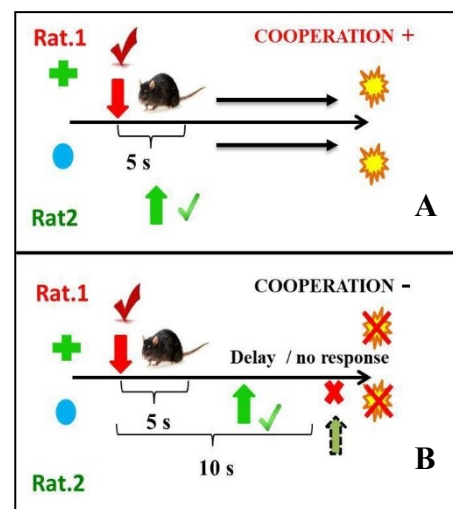 Rat.1
COOPERATION +
5 s
Rat2
A
Rat.1
COOPERATION -
Delay / no response
5 s
10 s
Rat.2
B